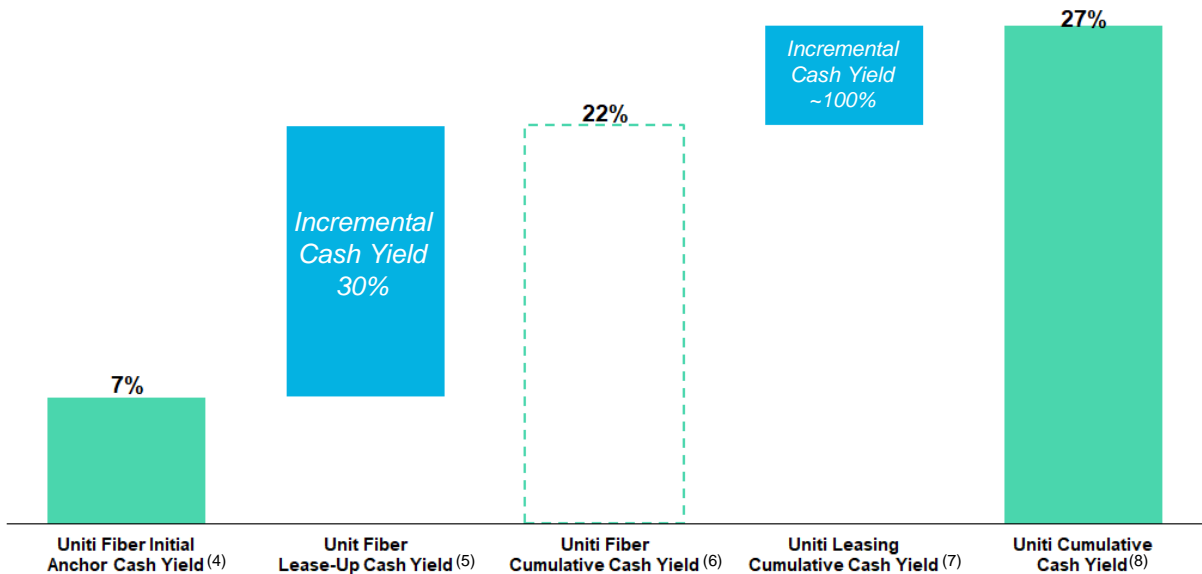 27%
Incremental
Cash Yield
~100%
22%
Incremental
Cash Yield
30%
7%
Uniti Fiber Initial
Anchor Cash Yield (4)
Unit Fiber
Lease-Up Cash Yield (5)
Uniti Fiber
Cumulative Cash Yield (6)
Uniti Leasing
Cumulative Cash Yield (7)
Uniti Cumulative
Cash Yield (8)